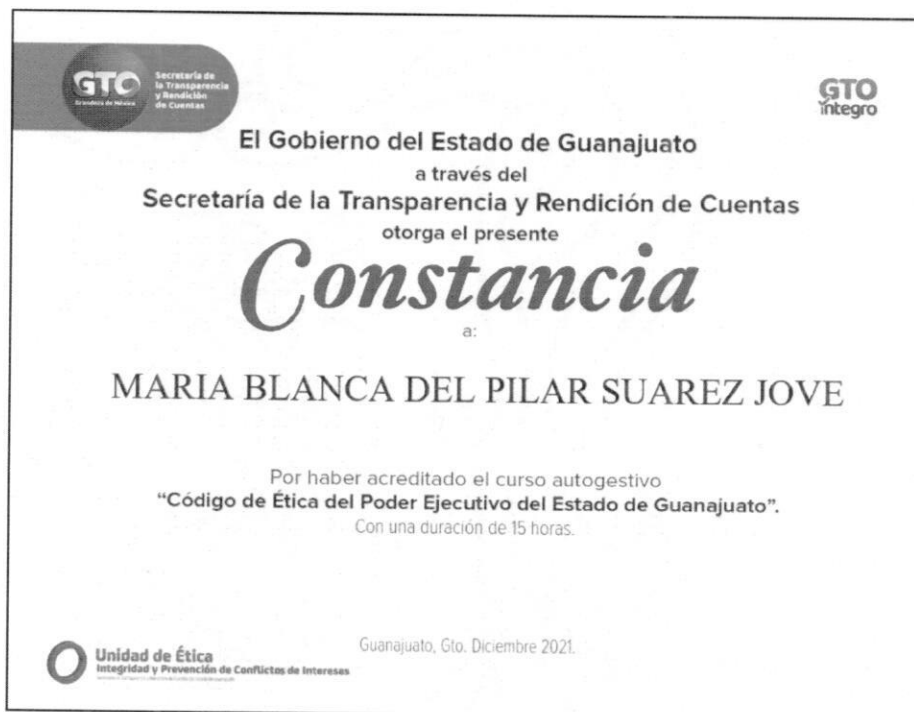 GTO
Grandeza de México
Secretaría de
la Transparencia
y Rendición
de Cuentas
GTO
íntegro
El Gobierno del Estado de Guanajuato
a través del
Secretaría de la Transparencia y Rendición de Cuentas
otorga el presente
Constancia
a:
MARIA BLANCA DEL PILAR SUAREZ JOVE
Por haber acreditado el curso autogestivo
“Código de Ética del Poder Ejecutivo del Estado de Guanajuato”.
Con una duración de 15 horas.
Guanajuato, Gto. Diciembre 2021.
Unidad de Ética
Integridad y Prevención de Conflictos de Intereses